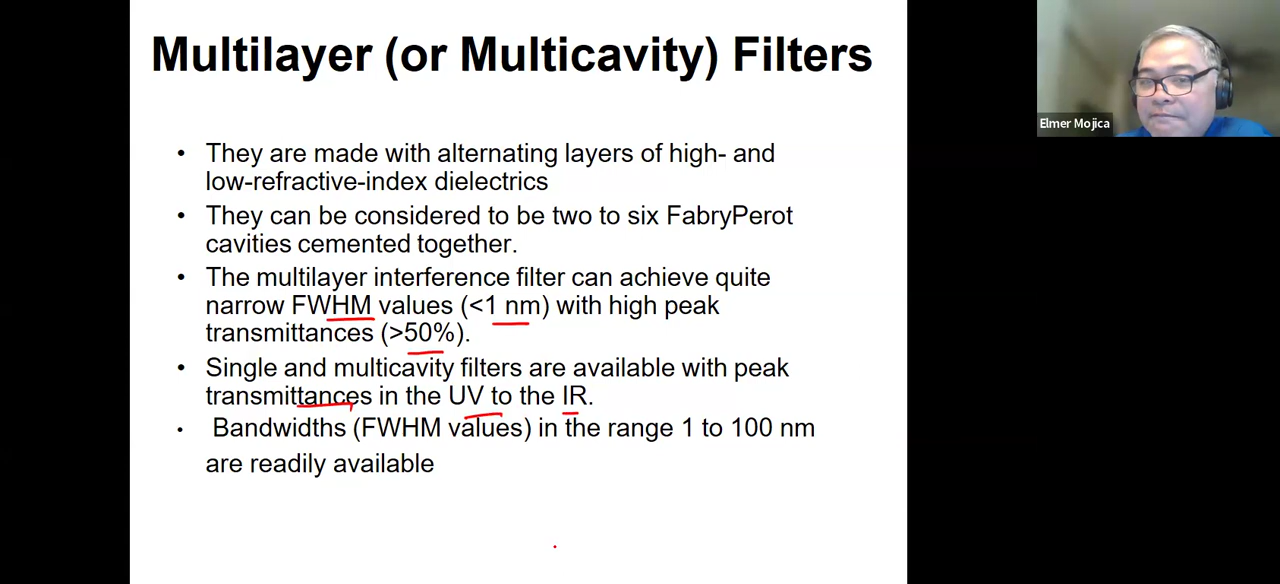 Multilayer (or Multicavity) Filters
Elmer Mojica
• They are made with alternating layers of high- and
low-refractive-index dielectrics
• They can be considered to be two to six FabryPerot
cavities cemented together.
• The multilayer interference filter can achieve quite
narrow FWHM values (<1 nm) with high peak
transmittances (>50%).
• Single and multicavity filters are available with peak
transmittances in the UV to the IR.
• Bandwidths (FWHM values) in the range 1 to 100 nm
are readily available